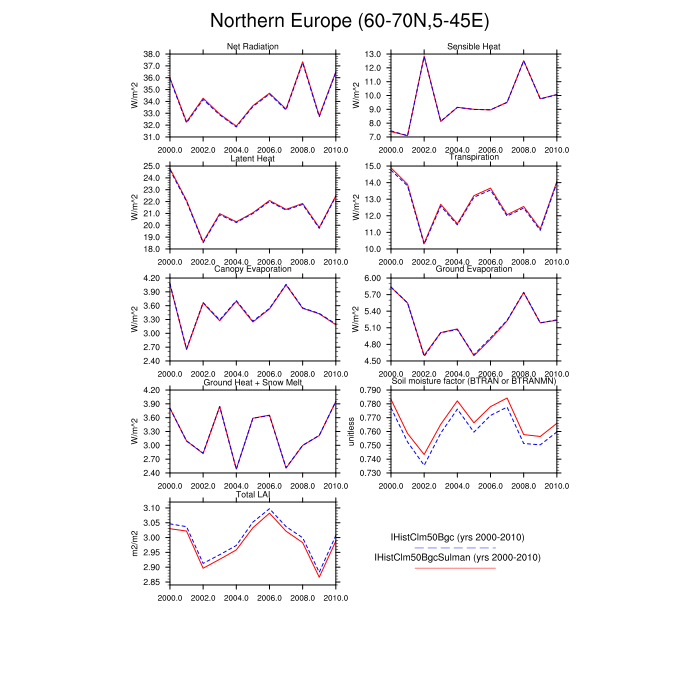 Northern Europe (60-70N,5-45E)
Net Radiation
W/m^2
38.0
37.0
36.0
35.0
34.0
33.0
32.0
31.0
2000.0 2002.0 2004.0 2006.0 2008.0 2010.0
Sensible Heat
W/m^2
13.0
12.0
11.0
10.0
9.0
8.0
7.0
2000.0 2002.0 2004.0 2006.0 2008.0 2010.0
Latent Heat
W/m^2
25.0
24.0
23.0
22.0
21.0
20.0
19.0
18.0
2000.0 2002.0 2004.0 2006.0 2008.0 2010.0
Transpiration
W/m^2
15.0
14.0
13.0
12.0
11.0
10.0
2000.0 2002.0 2004.0 2006.0 2008.0 2010.0
Canopy Evaporation
W/m^2
4.20
3.90
3.60
3.30
3.00
2.70
2.40
2000.0 2002.0 2004.0 2006.0 2008.0 2010.0
Ground Evaporation
W/m^2
6.00
5.70
5.40
5.10
4.80
4.50
2000.0 2002.0 2004.0 2006.0 2008.0 2010.0
Ground Heat + Snow Melt
W/m^2
4.20
3.90
3.60
3.30
3.00
2.70
2.40
2000.0 2002.0 2004.0 2006.0 2008.0 2010.0
Soil moisture factor (BTRAN or BTRANMN)
unitless
0.790
0.780
0.770
0.760
0.750
0.740
0.730
2000.0 2002.0 2004.0 2006.0 2008.0 2010.0
Total LAI
m2/m2
3.10
3.05
3.00
2.95
2.90
2.85
2000.0 2002.0 2004.0 2006.0 2008.0 2010.0
IHistClm50Bgc (yrs 2000-2010)
IHistClm50BgcSulman (yrs 2000-2010)